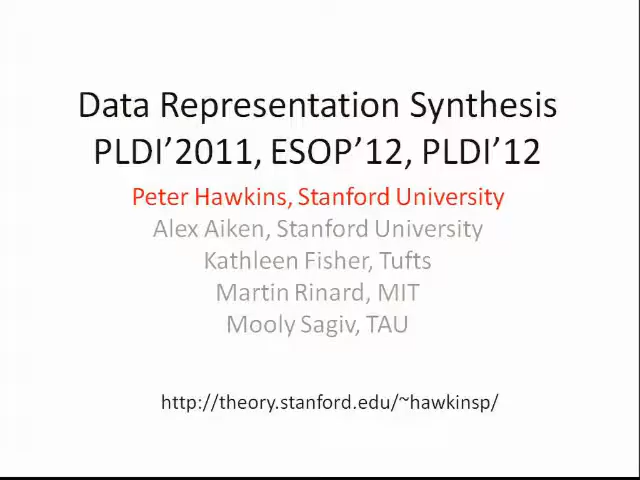 Data Representation Synthesis
PLDI’2011, ESOP’12, PLDI’12
Peter Hawkins, Stanford University
Alex Aiken, Stanford University
Kathleen Fisher, Tufts
Martin Rinard, MIT
Mooly Sagiv, TAU
http://theory.stanford.edu/~hawkinsp/